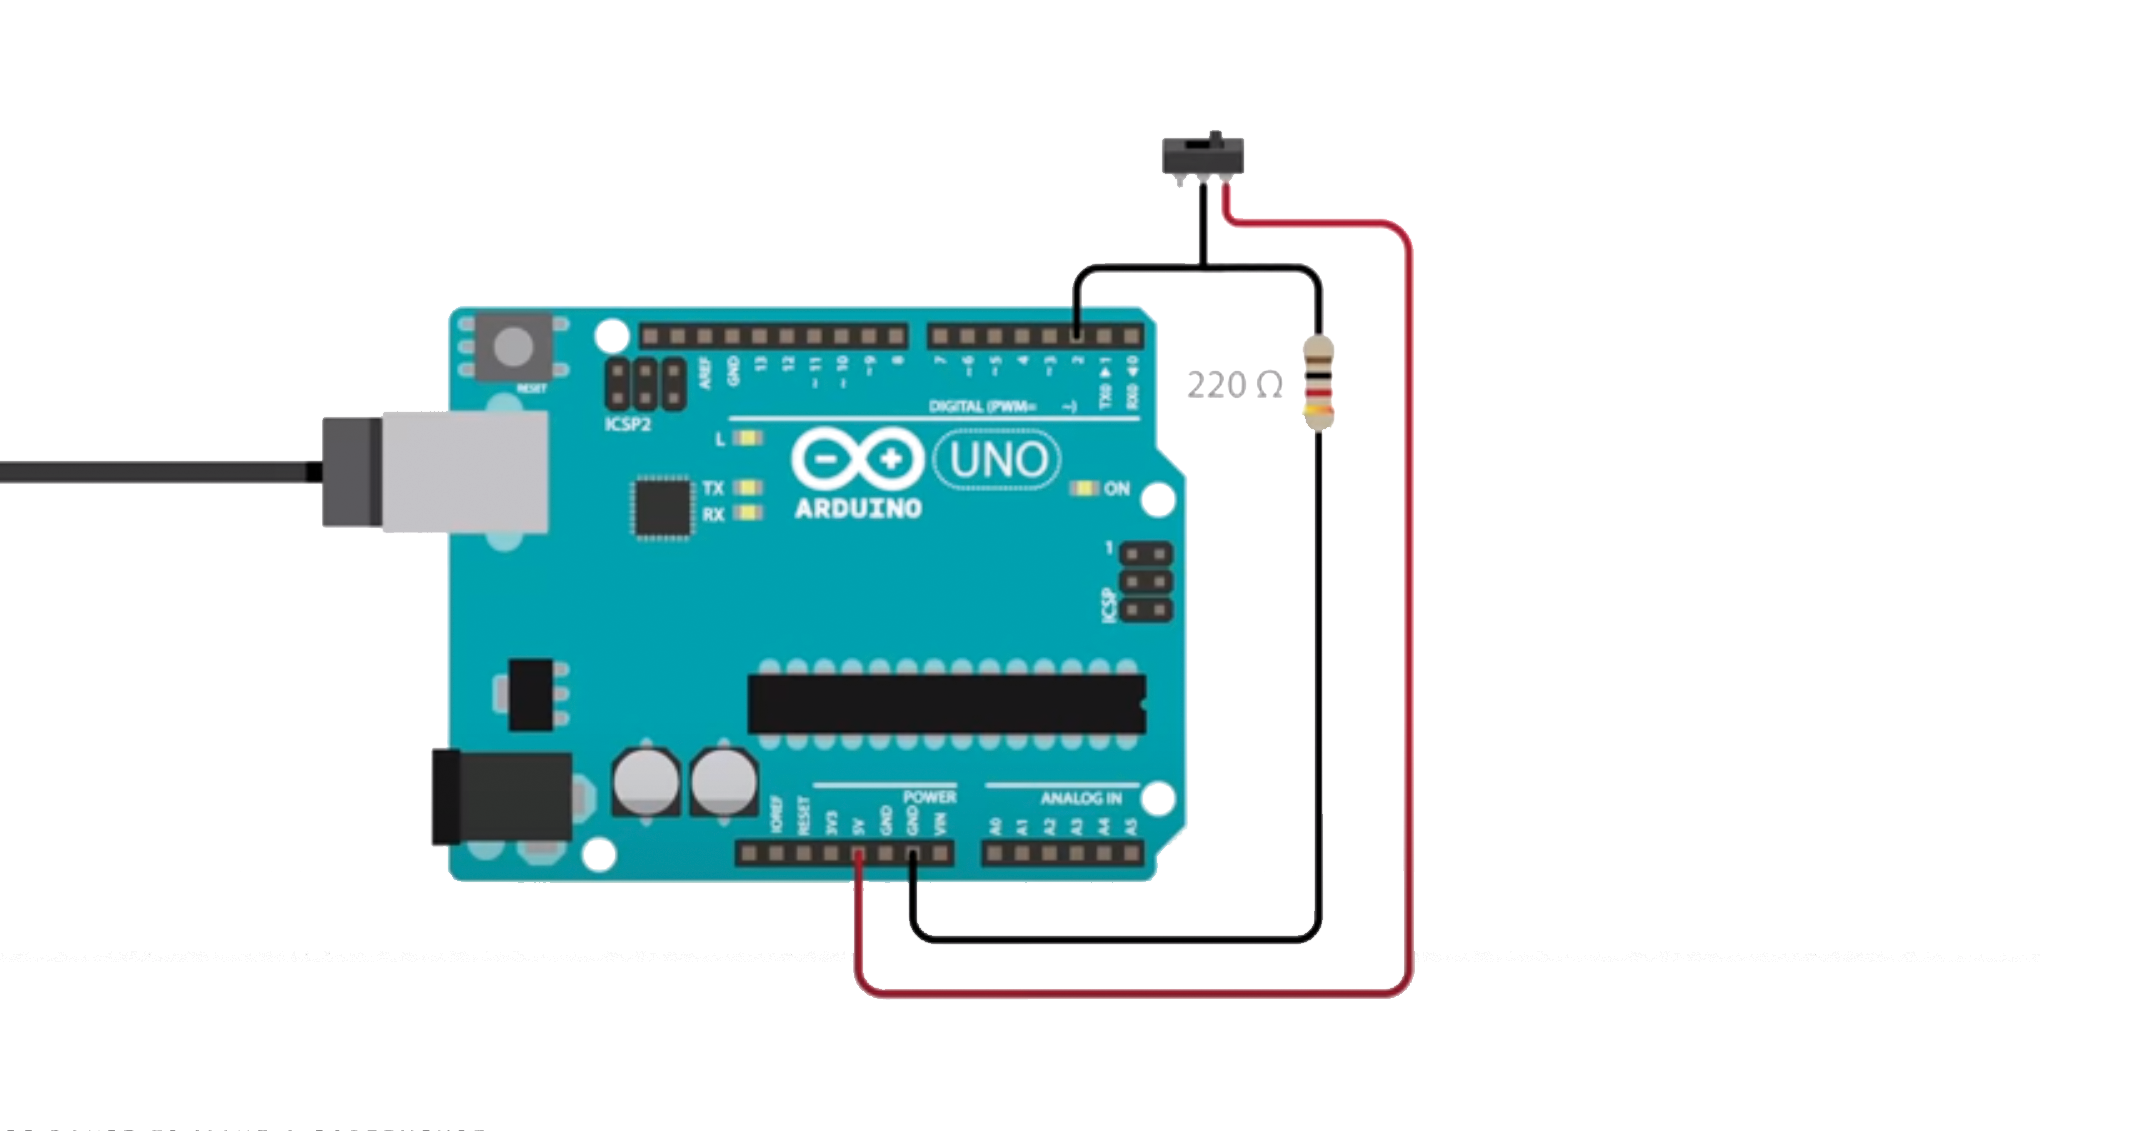 220 Ω
RESET
ICSP2
AREF
GND
13
12
~11
~10
~9
8
7
~6
~5
4
~3
2
TX0▶1
RX0◀0
DIGITAL (PWM= ~)
L
TX
RX
ARDUINO
UNO
ON
1
ICSP
POWER
ANALOG IN
IOREF
RESET
3V3
5V
GND
GND
VIN
A0
A1
A2
A3
A4
A5